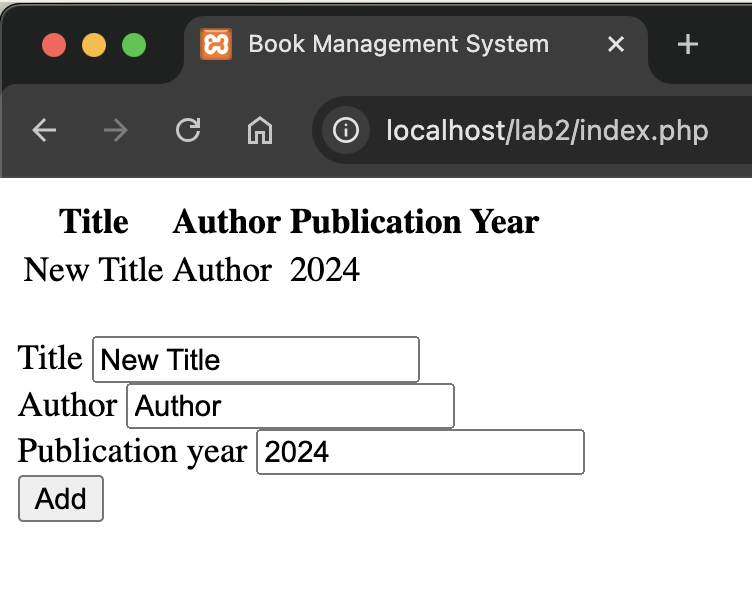 Book Management System
localhost/lab2/index.php
Title Author Publication Year
New Title Author 2024
Title New Title
Author Author
Publication year 2024
Add